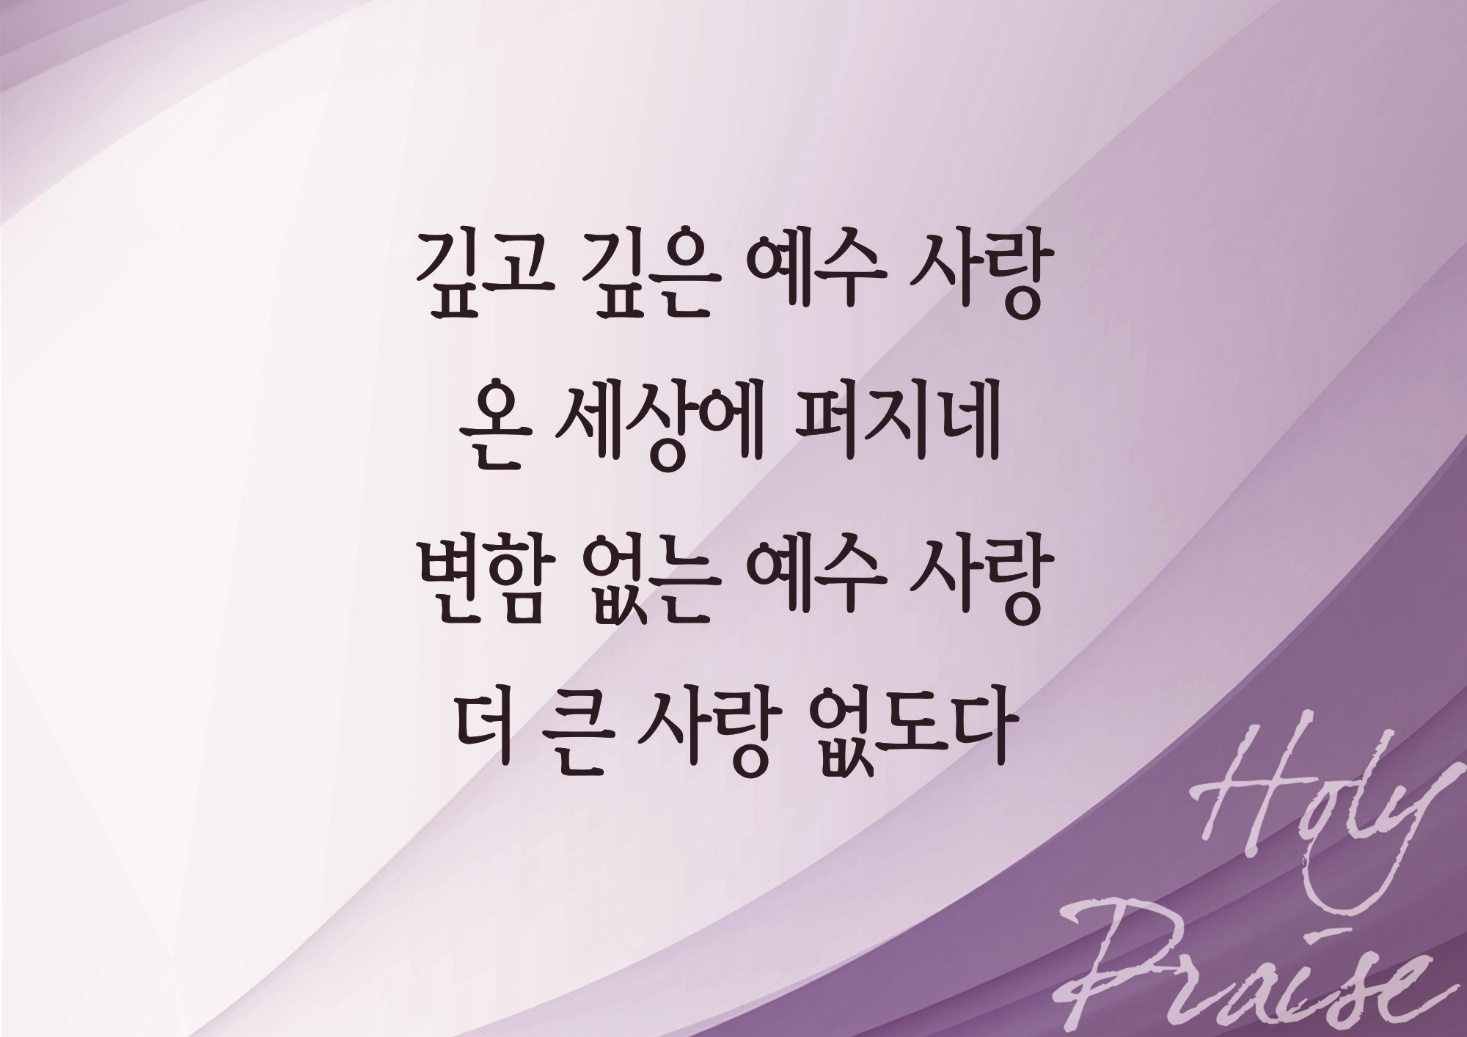 깊고 깊은 예수 사랑
온 세상에 퍼지네
변함 없는 예수 사랑
더 큰 사랑 없도다
Holy
Praise